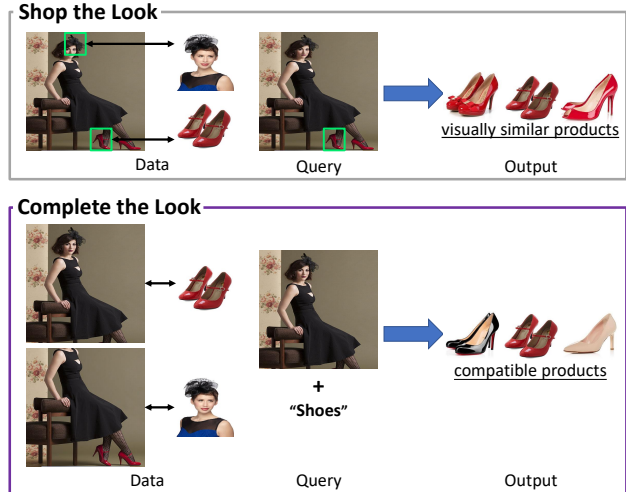 Shop the Look
visually similar products
Data
Query
Output
Complete the Look
compatible products
+
“Shoes”
Data
Query
Output